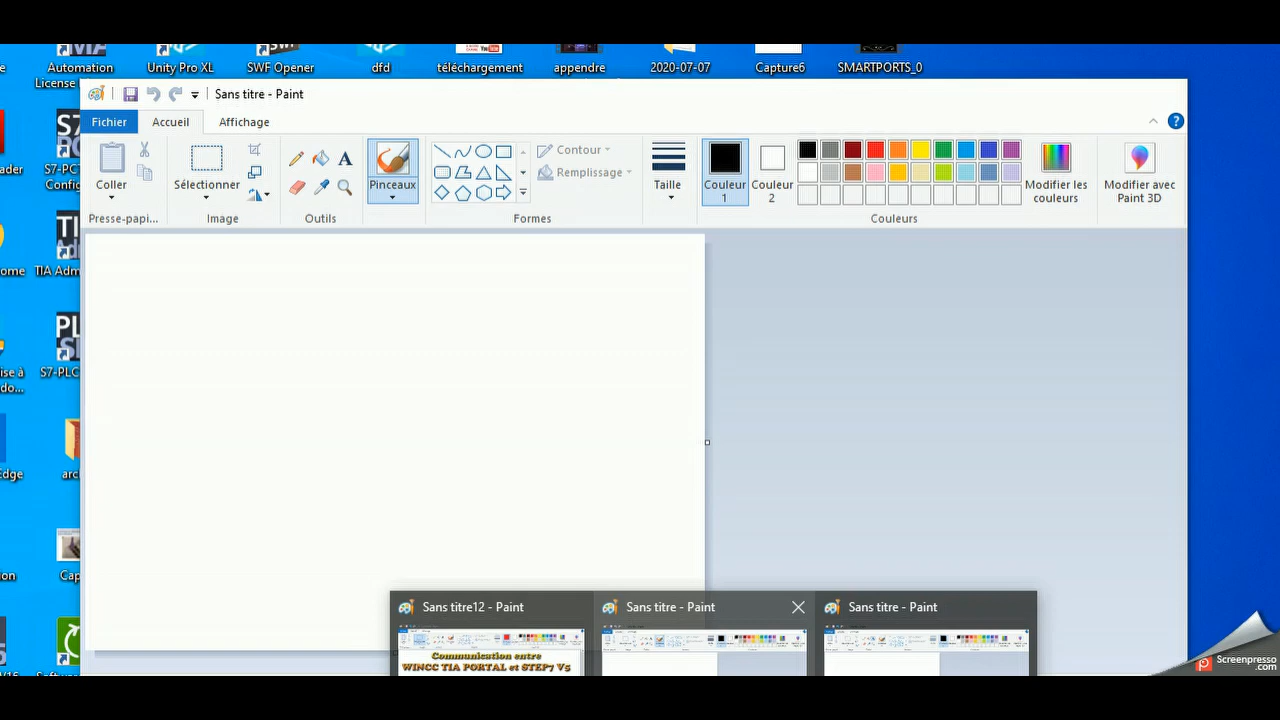 Automation
License
Unity Pro XL
SWF Opener
dfd
téléchargement
appendre
2020-07-07
Capture6
SMARTPORTS_0
Sans titre - Paint
Fichier
Accueil
Affichage
Coller
Sélectionner
Pinceaux
Contour
Remplissage
Taille
Couleur
1
Couleur
2
Modifier les
couleurs
Modifier avec
Paint 3D
Presse-papi...
Image
Outils
Formes
Couleurs
ader
S7-PC
Config
ome
TIA Adm
ise à
do...
S7-PLC
Edge
arc
ion
Cap
V15
Softwar
Sans titre12 - Paint
Sans titre - Paint
Sans titre - Paint
Communication entre
WINCC TIA PORTAL et STEP7 V5
Screenpresso
.com